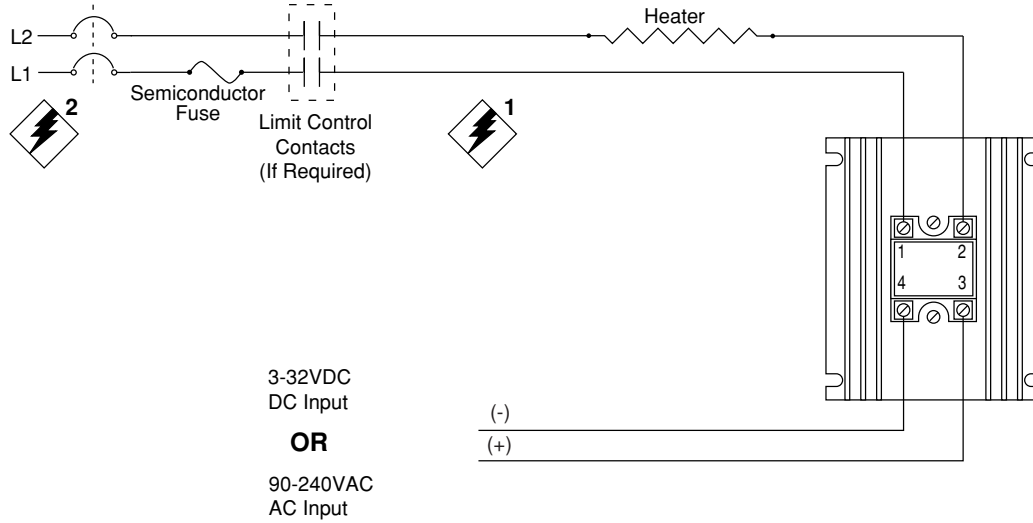 Heater
L2
L1
2
Semiconductor
Fuse
Limit Control
Contacts
(If Required)
1
1 2
4 3
3-32VDC
DC Input
OR
90-240VAC
AC Input
(-)
(+)